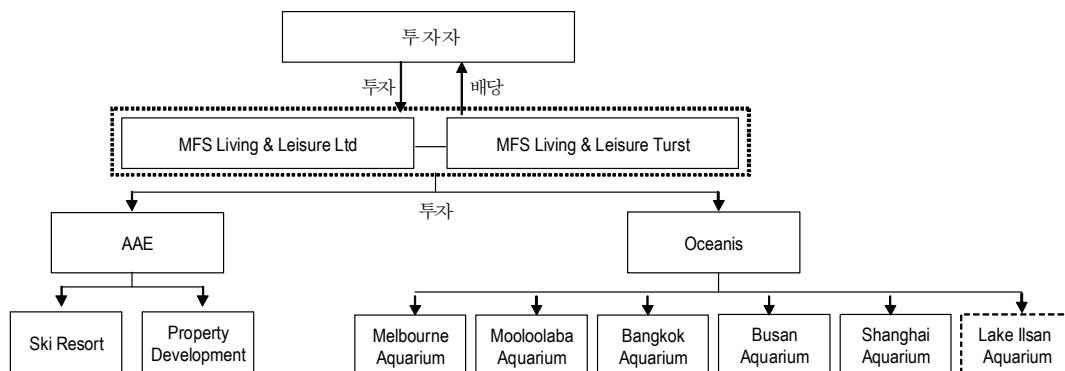 투자자
투자
배당
MFS Living & Leisure Ltd
MFS Living & Leisure Turst
투자
AAE
Oceanis
Ski Resort
Property
Development
Melbourne
Aquarium
Mooloolaba
Aquarium
Bangkok
Aquarium
Busan
Aquarium
Shanghai
Aquarium
Lake Ilsan
Aquarium